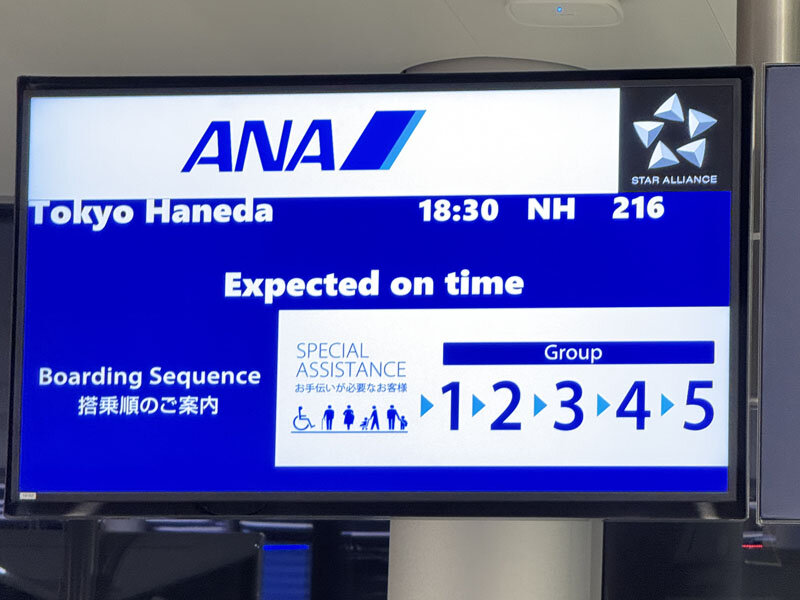 ANA
STAR ALLIANCE
Tokyo Haneda 18:30 NH 216
Expected on time
Boarding Sequence
搭乗順のご案内
SPECIAL
ASSISTANCE
お手伝いが必要なお客様
Group
1 2 3 4 5